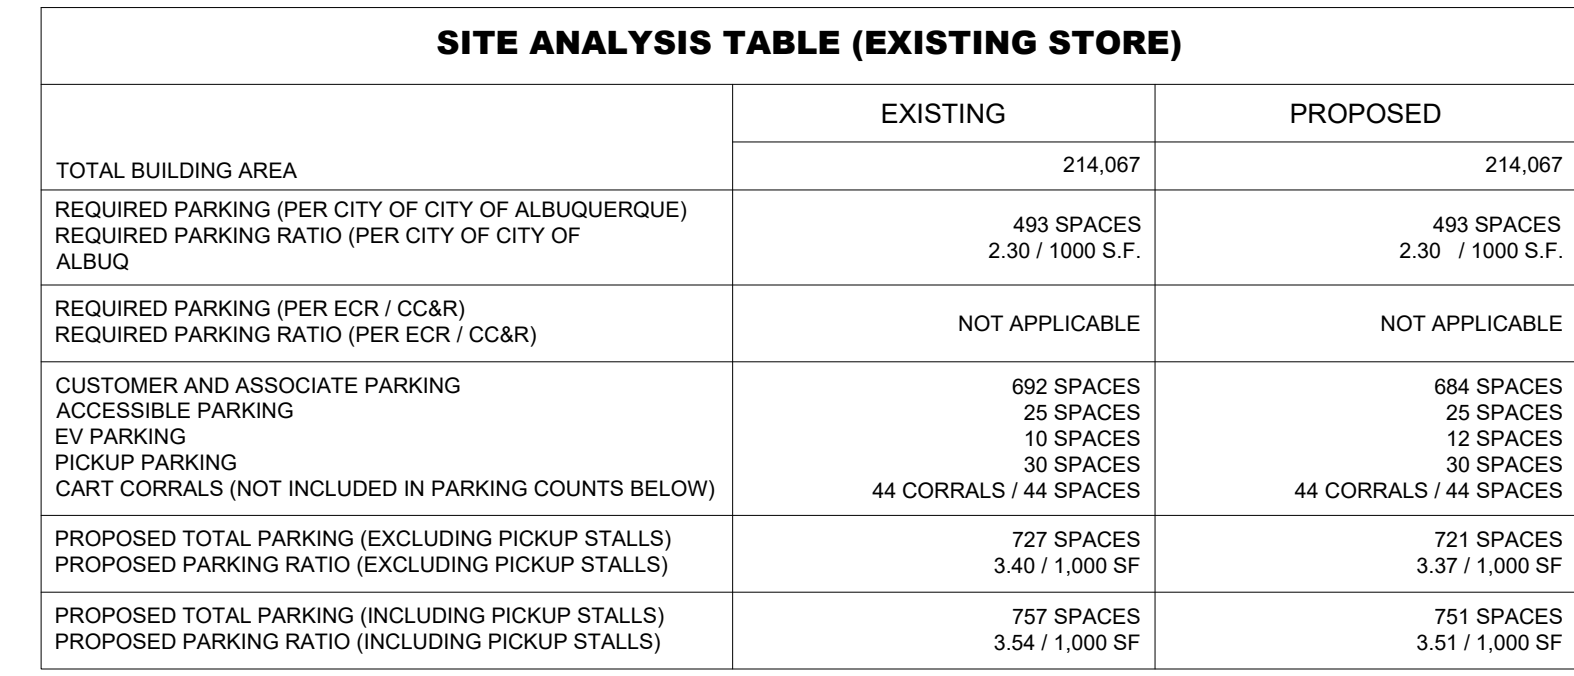 SITE ANALYSIS TABLE (EXISTING STORE)
EXISTING PROPOSED
TOTAL BUILDING AREA 214,067 214,067
REQUIRED PARKING (PER CITY OF CITY OF ALBUQUERQUE) 493 SPACES 493 SPACES
REQUIRED PARKING RATIO (PER CITY OF CITY OF 2.30 / 1000 S.F. 2.30 / 1000 S.F.
ALBUQ
REQUIRED PARKING (PER ECR / CC&R)
REQUIRED PARKING RATIO (PER ECR / CC&R) NOT APPLICABLE NOT APPLICABLE
CUSTOMER AND ASSOCIATE PARKING 692 SPACES 684 SPACES
ACCESSIBLE PARKING 25 SPACES 25 SPACES
EV PARKING 10 SPACES 12 SPACES
PICKUP PARKING 30 SPACES 30 SPACES
CART CORRALS (NOT INCLUDED IN PARKING COUNTS BELOW) 44 CORRALS / 44 SPACES 44 CORRALS / 44 SPACES
PROPOSED TOTAL PARKING (EXCLUDING PICKUP STALLS) 727 SPACES 721 SPACES
PROPOSED PARKING RATIO (EXCLUDING PICKUP STALLS) 3.40 / 1,000 SF 3.37 / 1,000 SF
PROPOSED TOTAL PARKING (INCLUDING PICKUP STALLS) 757 SPACES 751 SPACES
PROPOSED PARKING RATIO (INCLUDING PICKUP STALLS) 3.54 / 1,000 SF 3.51 / 1,000 SF